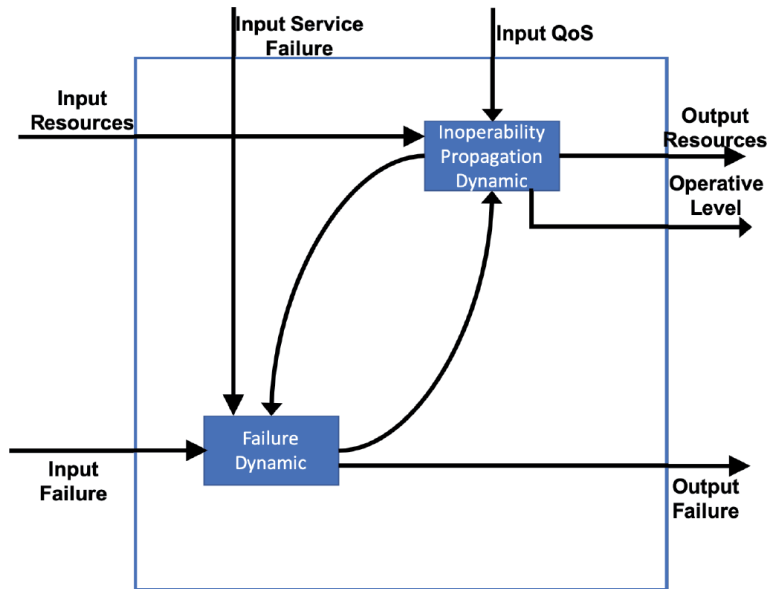 Input Service
Failure
Input QoS
Input
Resources
Inoperability
Propagation
Dynamic
Output
Resources
Operative
Level
Failure
Dynamic
Input
Failure
Output
Failure